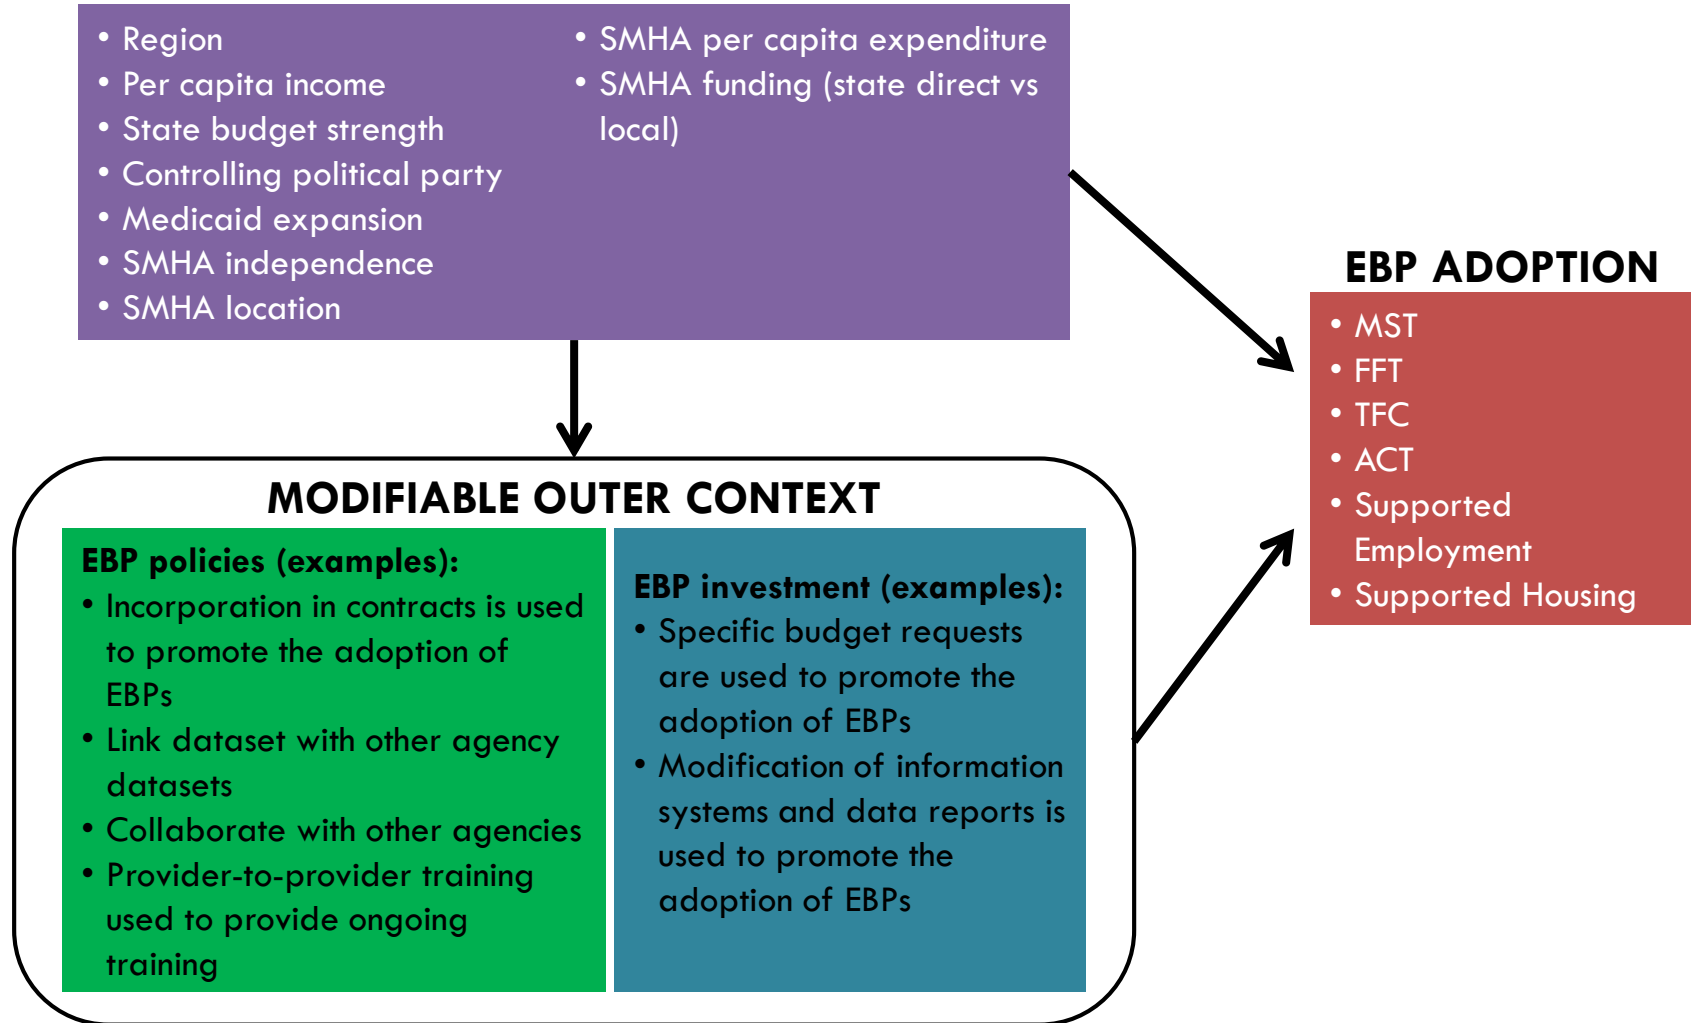 • Region
• Per capita income
• State budget strength
• Controlling political party
• Medicaid expansion
• SMHA independence
• SMHA location
• SMHA per capita expenditure
• SMHA funding (state direct vs
local)
EBP ADOPTION
• MST
• FFT
• TFC
• ACT
• Supported
Employment
• Supported Housing
MODIFIABLE OUTER CONTEXT
EBP policies (examples):
• Incorporation in contracts is used
to promote the adoption of
EBPs
• Link dataset with other agency
datasets
• Collaborate with other agencies
• Provider-to-provider training
used to provide ongoing
training
EBP investment (examples):
• Specific budget requests
are used to promote the
adoption of EBPs
• Modification of information
systems and data reports is
used to promote the
adoption of EBPs